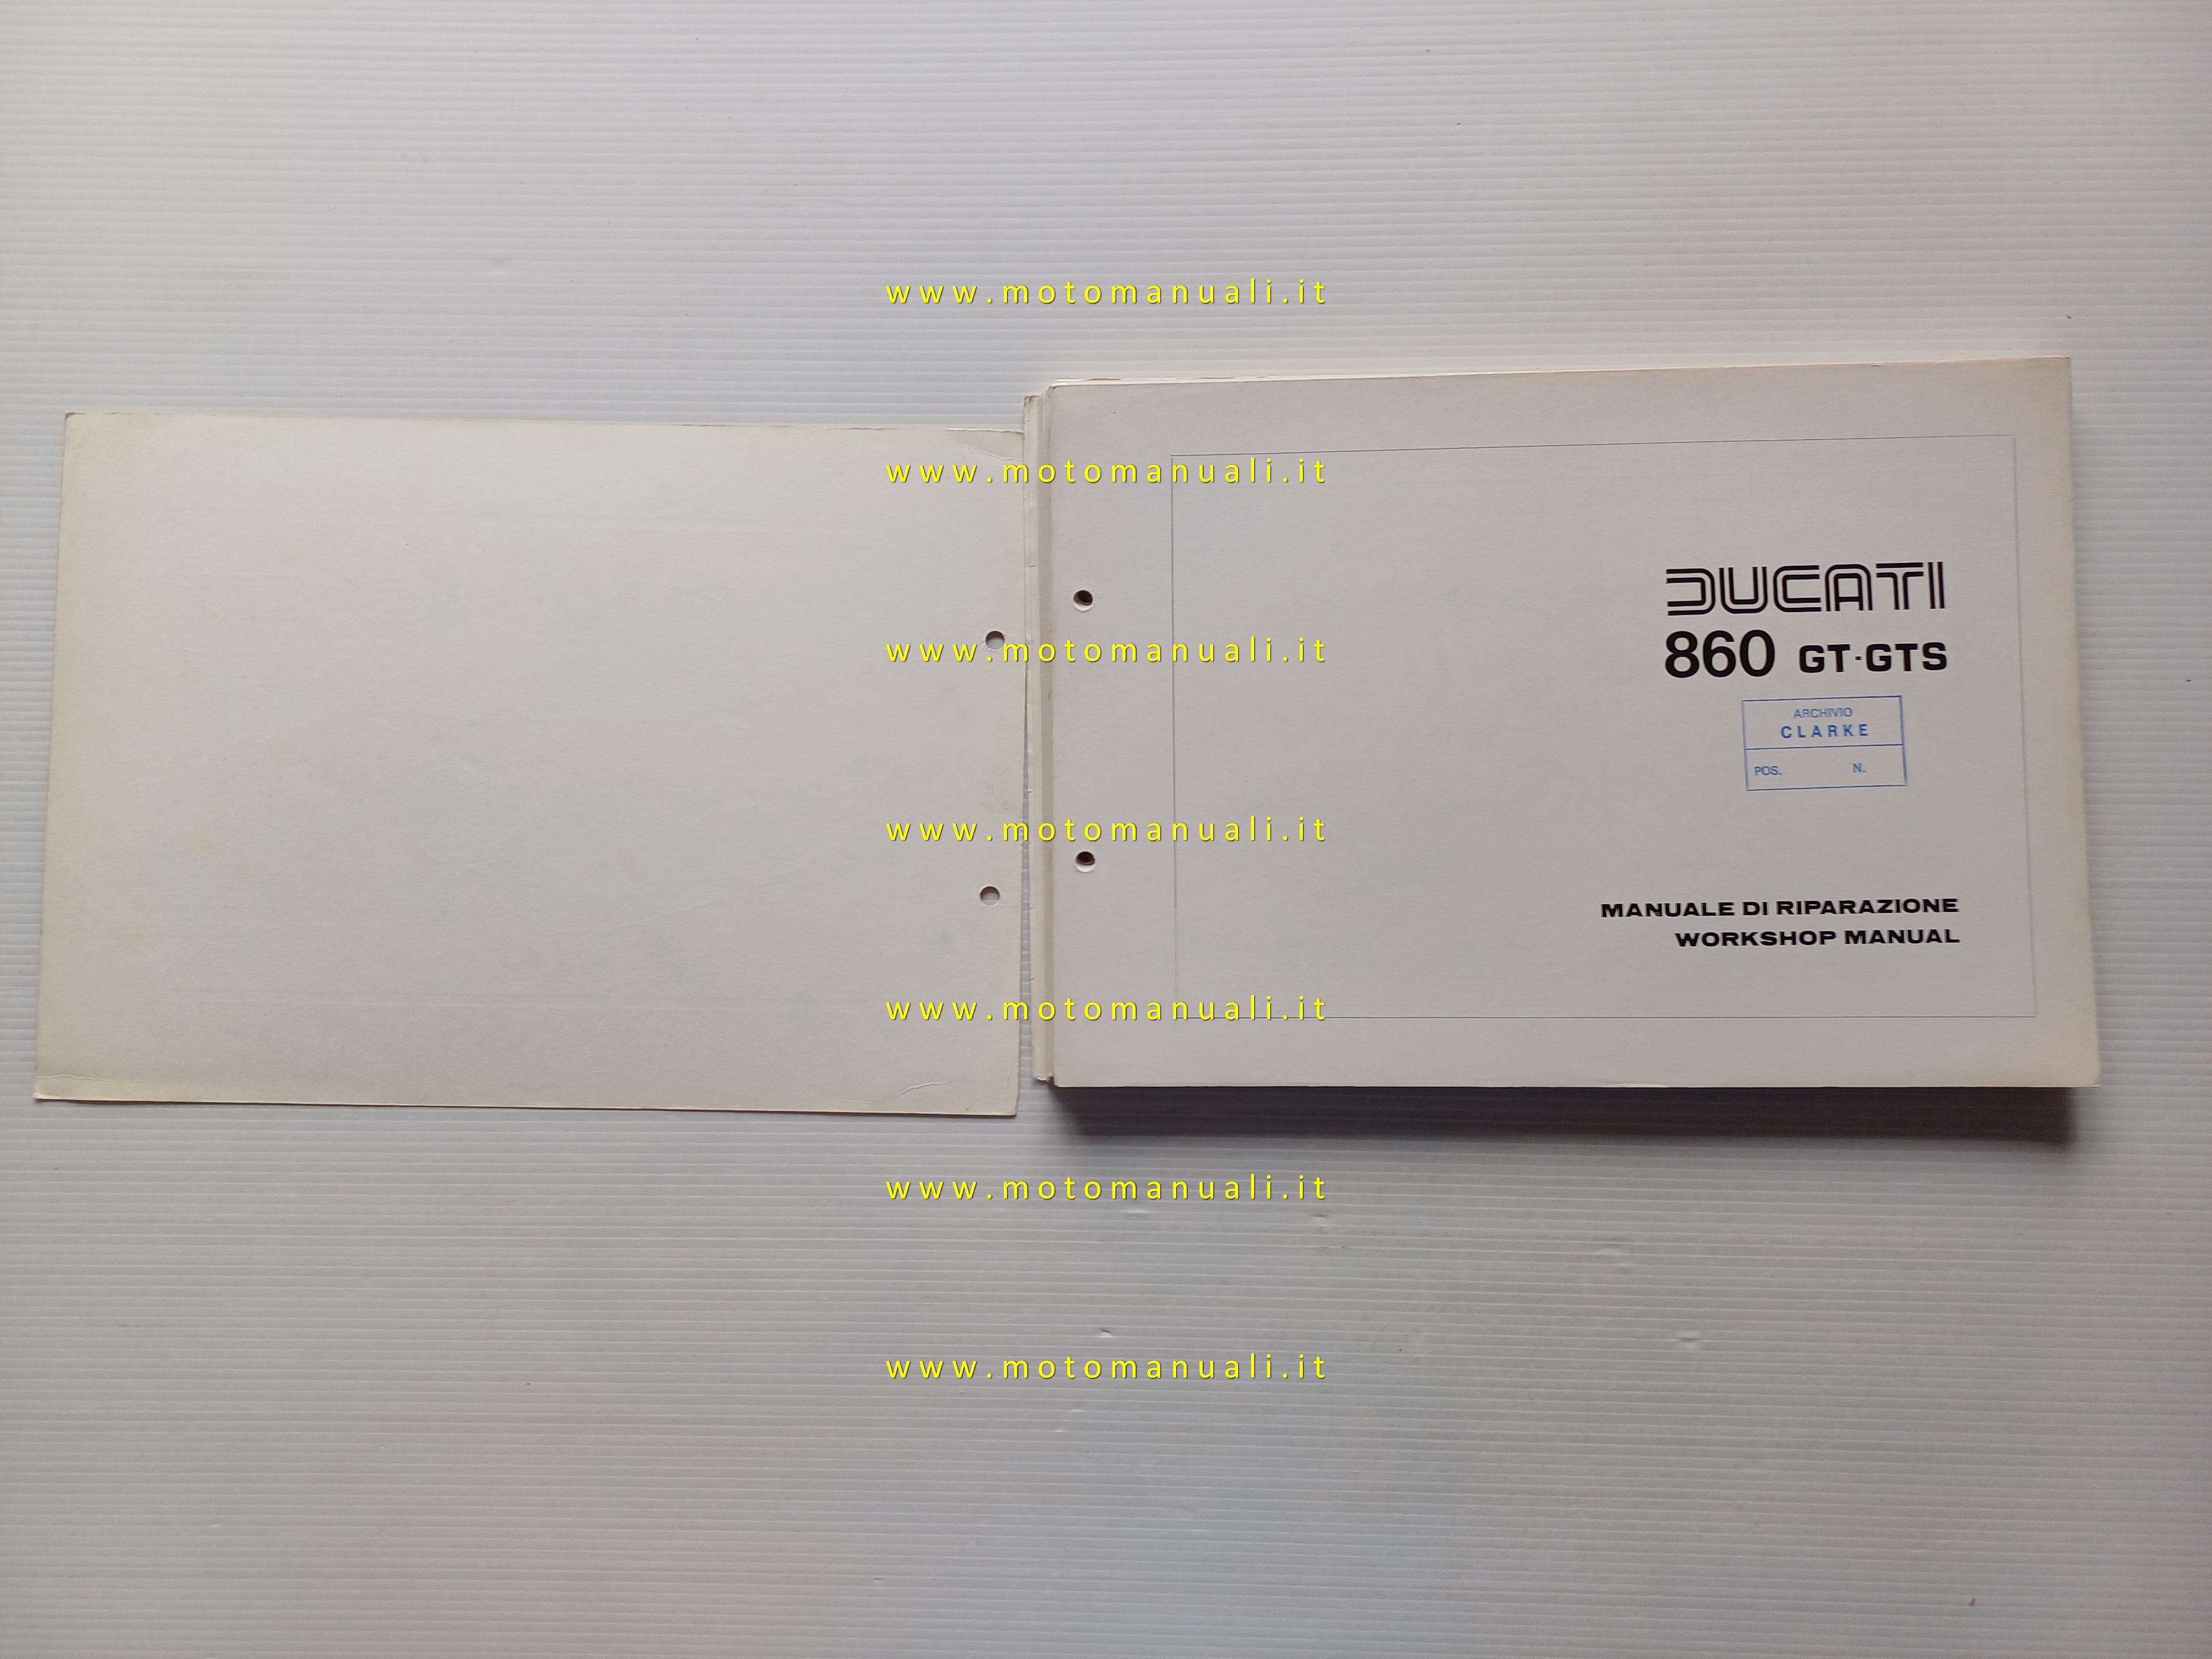 www.motomanuali.it
www.motomanuali.it
DUCATI
www.motomanuali.it
860 GT-GTS
ARCHIVIO
CLARKE
POS. N.
www.motomanuali.it
MANUALE DI RIPARAZIONE
WORKSHOP MANUAL
www.motomanuali.it
www.motomanuali.it
www.motomanuali.it